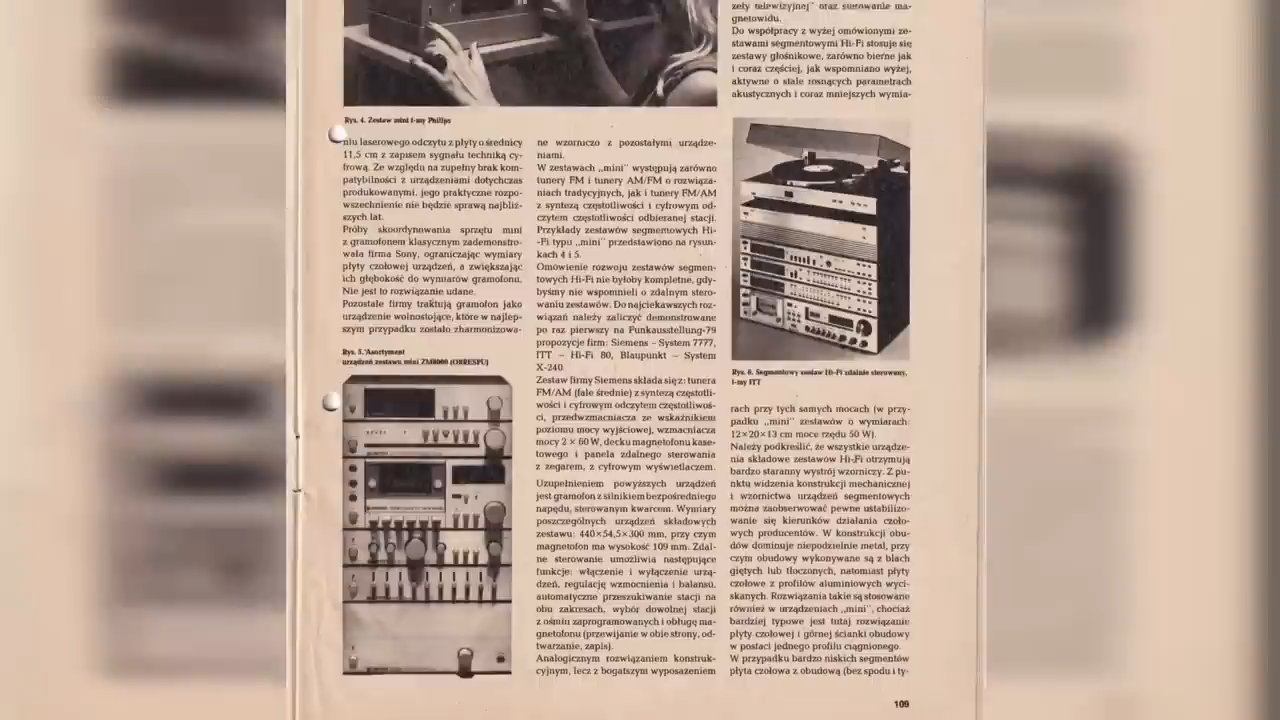 Rys. 4. Zestaw mini f-my Philips
niu laserowego odczytu z płyty o średnicy
11,5 cm z zapisem sygnału techniką cy-
frową. Ze względu na zupełny brak kom-
patybilności z urządzeniami dotychczas
produkowanymi, jego praktyczne rozpo-
wszechnienie nie będzie sprawą najbliż-
szych lat.
Próby skoordynowania sprzętu mini
z gramofonem klasycznym zademonstro-
wała firma Sony, ograniczając wymiary
płyty czołowej urządzeń, a zwiększając
ich głębokość do wymiarów gramofonu.
Nie jest to rozwiązanie udane.
Pozostałe firmy traktują gramofon jako
urządzenie wolnostojące, które w najlep-
szym przypadku zostało zharmonizowa-
Rys. 5. Asortyment
urządzeń zestawu mini ZM8000 (OBRESPU)
ne wzorniczo z pozostałymi urządze-
niami.
W zestawach „mini" występują zarówno
tunery FM i tunery AM/FM o rozwiąza-
niach tradycyjnych, jak i tunery FM/AM
z syntezą częstotliwości i cyfrowym od-
czytem częstotliwości odbieranej stacji.
Przykłady zestawów segmentowych Hi-
-Fi typu „mini" przedstawiono na rysun-
kach 4 i 5.
Omówienie rozwoju zestawów segmen-
towych Hi-Fi nie byłoby kompletne, gdy-
byśmy nie wspomnieli o zdalnym stero-
waniu zestawów. Do najciekawszych roz-
wiązań należy zaliczyć demonstrowane
po raz pierwszy na Funkausstellung-79
propozycje firm: Siemens – System 7777,
ITT – Hi-Fi 80, Blaupunkt – System
X-240.
Zestaw firmy Siemens składa się z: tunera
FM/AM (fale średnie) z syntezą częstotli-
wości i cyfrowym odczytem częstotliwoś-
ci, przedwzmacniacza ze wskaźnikiem
poziomu mocy wyjściowej, wzmacniacza
mocy 2 × 60 W, decku magnetofonu kase-
towego i panela zdalnego sterowania
z zegarem, z cyfrowym wyświetlaczem.
Uzupełnieniem powyższych urządzeń
jest gramofon z silnikiem bezpośredniego
napędu, sterowanym kwarcem. Wymiary
poszczególnych urządzeń składowych
zestawu: 440×54,5×300 mm, przy czym
magnetofon ma wysokość 109 mm. Zdal-
ne sterowanie umożliwia następujące
funkcje: włączenie i wyłączenie urzą-
dzeń, regulację wzmocnienia i balansu,
automatyczne przeszukiwanie stacji na
obu zakresach, wybór dowolnej stacji
z ośmiu zaprogramowanych i obługę ma-
gnetofonu (przewijanie w obie strony, od-
twarzanie, zapis).
Analogicznym rozwiązaniem konstruk-
cyjnym, lecz z bogatszym wyposażeniem
zety telewizyjnej" oraz sterowanie ma-
gnetowidu.
Do współpracy z wyżej omówionymi ze-
stawami segmentowymi Hi-Fi stosuje się
zestawy głośnikowe, zarówno bierne jak
i coraz częściej, jak wspomniano wyżej,
aktywne o stale rosnących parametrach
akustycznych i coraz mniejszych wymia-
Rys. 6. Segmentowy zestaw Hi-Fi zdalnie sterowany,
f-my ITT
rach przy tych samych mocach (w przy-
padku „mini" zestawów o wymiarach:
12×20×13 cm moce rzędu 50 W).
Należy podkreślić, że wszystkie urządze-
nia składowe zestawów Hi-Fi otrzymują
bardzo staranny wystrój wzorniczy. Z pu-
nktu widzenia konstrukcji mechanicznej
i wzornictwa urządzeń segmentowych
można zaobserwować pewne ustabilizo-
wanie się kierunków działania czoło-
wych producentów. W konstrukcji obu-
dów dominuje niepodzielnie metal, przy
czym obudowy wykonywane są z blach
giętych lub tłoczonych, natomiast płyty
czołowe z profilów aluminiowych wyci-
skanych. Rozwiązania takie są stosowane
również w urządzeniach „mini", chociaż
bardziej typowe jest tutaj rozwiązanie
płyty czołowej i górnej ścianki obudowy
w postaci jednego profilu ciągnionego.
W przypadku bardzo niskich segmentów
płyta czołowa z obudową (bez spodu i ty-
109